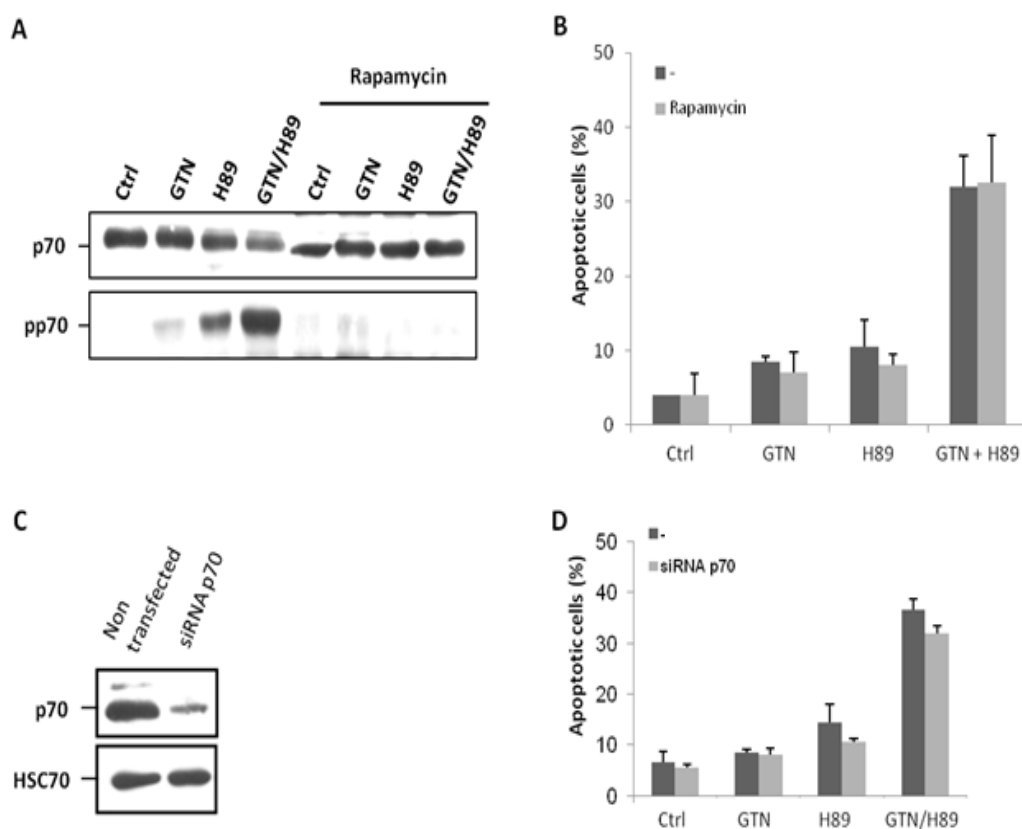 A
Rapamycin
Ctrl
GTN
H89
GTN/H89
Ctrl
GTN
H89
GTN/H89
p70
pp70
B
50
40
30
20
10
0
Apoptotic cells (%)
-
Rapamycin
Ctrl
GTN
H89
GTN + H89
C
Non
transfected
siRNA p70
p70
HSC70
D
50
40
30
20
10
0
Apoptotic cells (%)
-
siRNA p70
Ctrl
GTN
H89
GTN/H89